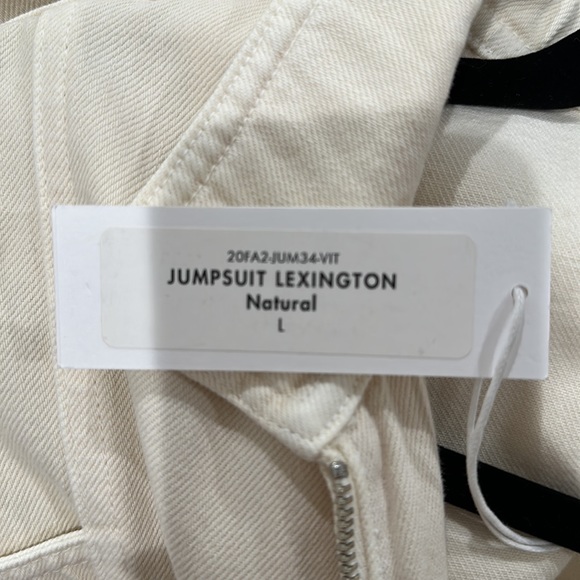 20FA2-JUM34-VIT
JUMPSUIT LEXINGTON
Natural
L